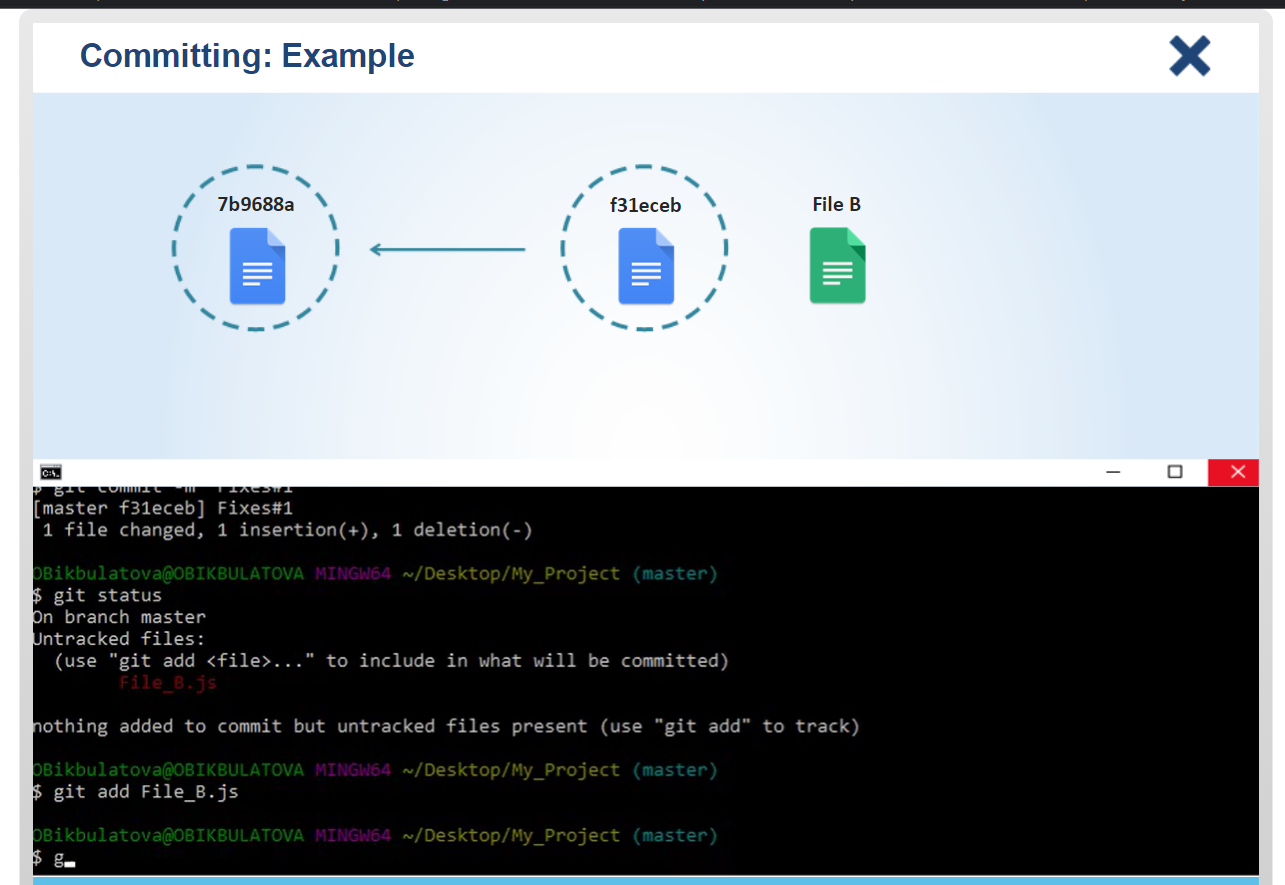 Committing: Example
7b9688a
f31eceb
File B
$ git commit -m "Fixes#1
[master f31eceb] Fixes#1
1 file changed, 1 insertion(+), 1 deletion(-)
OBikbulatova@OBIKBULATOVA MINGW64 ~/Desktop/My_Project (master)
$ git status
On branch master
Untracked files:
(use "git add <file>..." to include in what will be committed)
File_B.js
nothing added to commit but untracked files present (use "git add" to track)
OBikbulatova@OBIKBULATOVA MINGW64 ~/Desktop/My_Project (master)
$ git add File_B.js
OBikbulatova@OBIKBULATOVA MINGW64 ~/Desktop/My_Project (master)
$ g